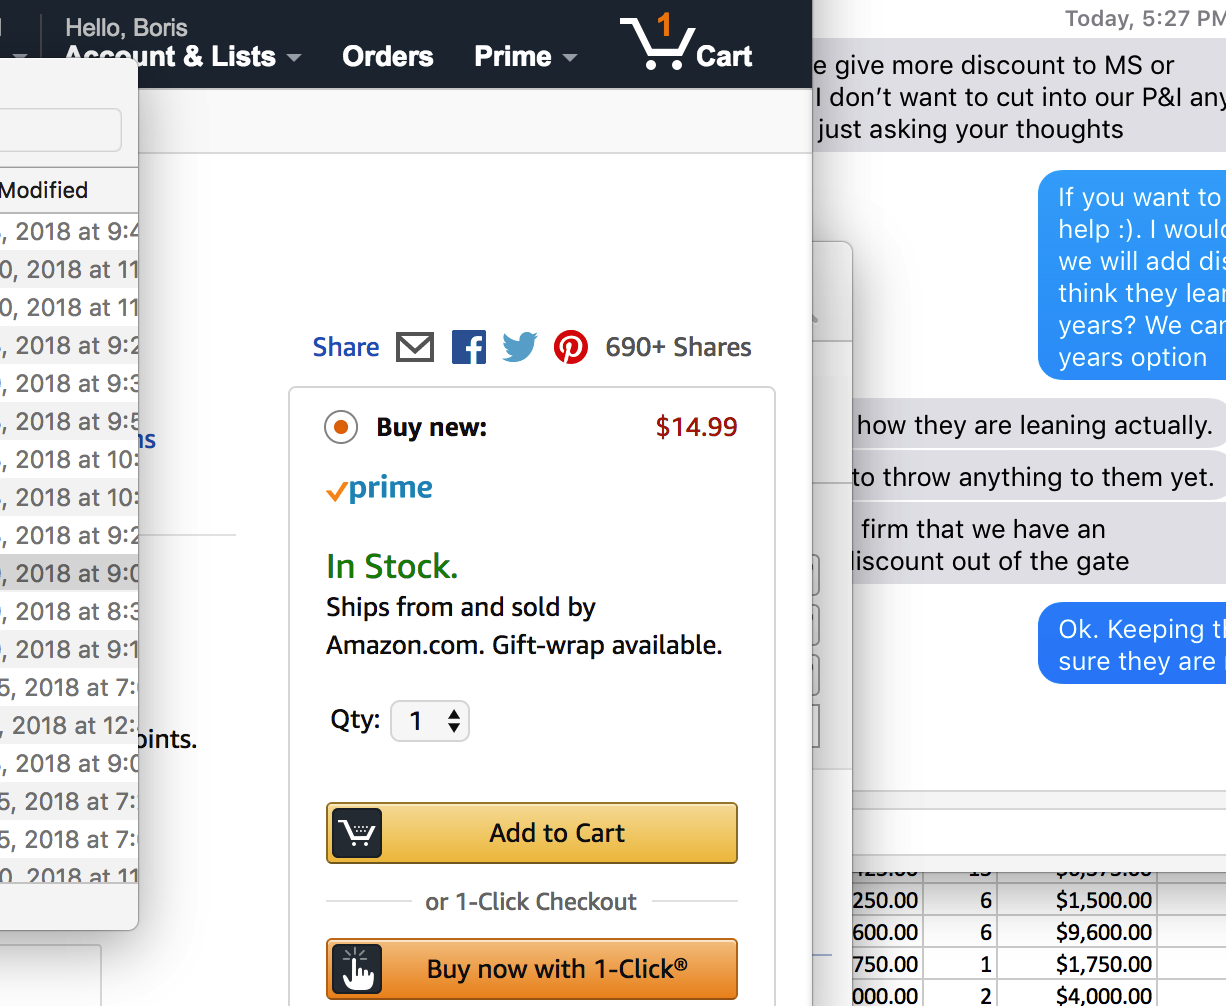 Hello, Boris
Account & Lists
Orders
Prime
1
Cart
Modified
, 2018 at 9:4
0, 2018 at 11
0, 2018 at 11
, 2018 at 9:2
, 2018 at 9:3
, 2018 at 9:5
, 2018 at 10:
, 2018 at 10:
, 2018 at 9:2
, 2018 at 9:0
, 2018 at 8:3
, 2018 at 9:1
5, 2018 at 7:
, 2018 at 12:
, 2018 at 9:0
5, 2018 at 7:
5, 2018 at 7:
0, 2018 at 11
ns
oints.
Share
690+ Shares
Buy new:
$14.99
prime
In Stock.
Ships from and sold by
Amazon.com. Gift-wrap available.
Qty: 1
Add to Cart
or 1-Click Checkout
Buy now with 1-Click®
Today, 5:27 PM
e give more discount to MS or
I don't want to cut into our P&I any
just asking your thoughts
If you want to
help :). I would
we will add dis
think they lear
years? We can
years option
how they are leaning actually.
to throw anything to them yet.
firm that we have an
discount out of the gate
Ok. Keeping th
sure they are
250.00 6 $1,500.00
600.00 6 $9,600.00
750.00 1 $1,750.00
000.00 2 $4,000.00